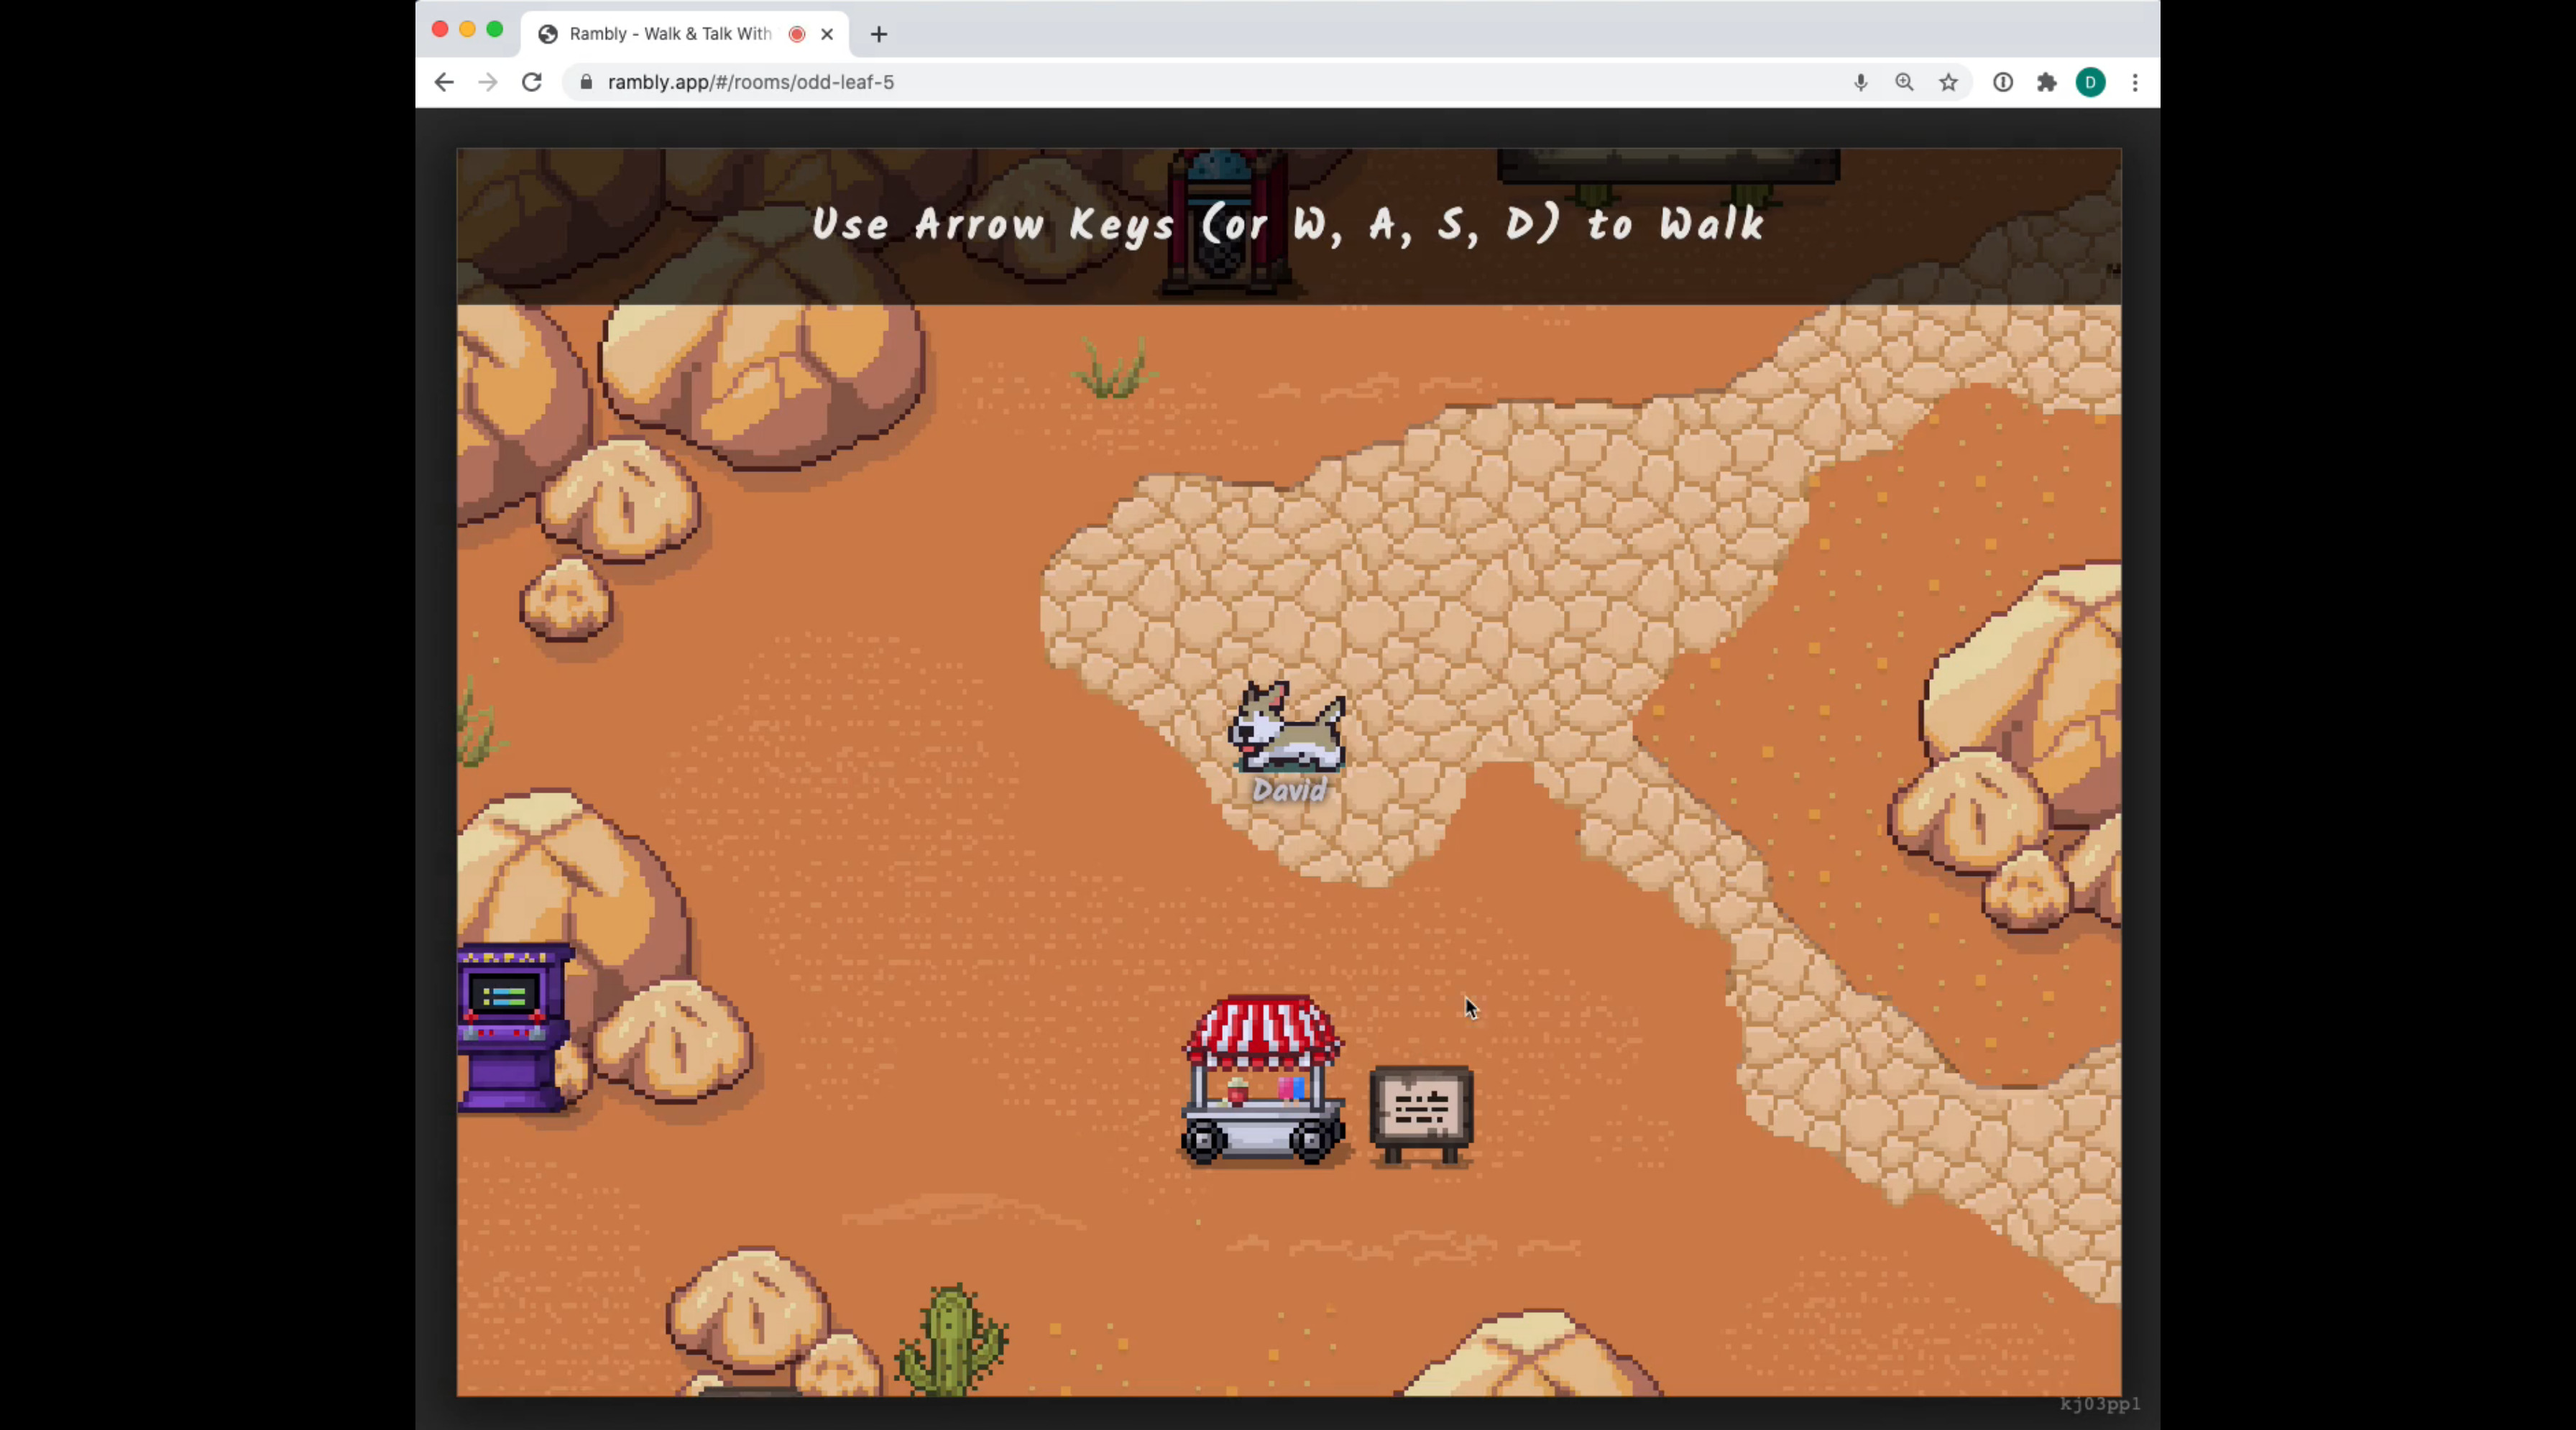 Rambly - Walk & Talk With
rambly.app/#/rooms/odd-leaf-5
D
Use Arrow Keys (or W, A, S, D) to Walk
David
kj03pp1